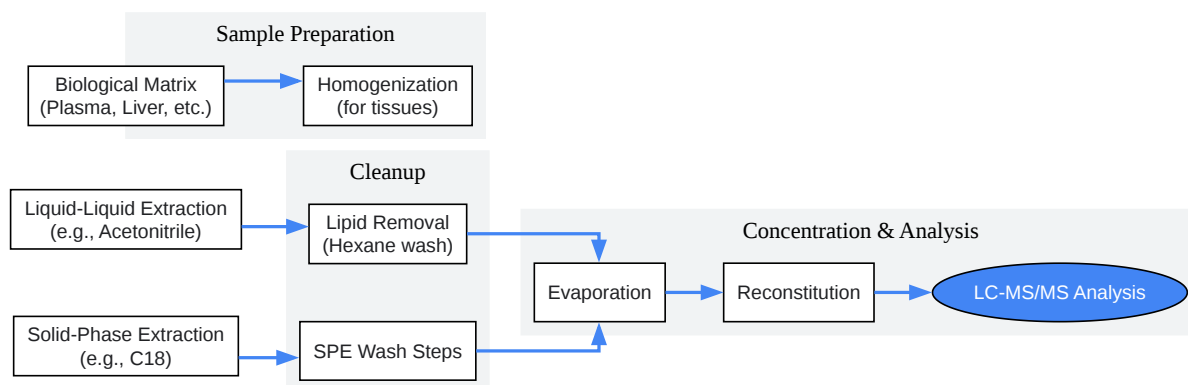 Sample Preparation
Biological Matrix
(Plasma, Liver, etc.)
Homogenization
(for tissues)
Cleanup
Liquid-Liquid Extraction
(e.g., Acetonitrile)
Lipid Removal
(Hexane wash)
Concentration & Analysis
Evaporation
Reconstitution
LC-MS/MS Analysis
Solid-Phase Extraction
(e.g., C18)
SPE Wash Steps